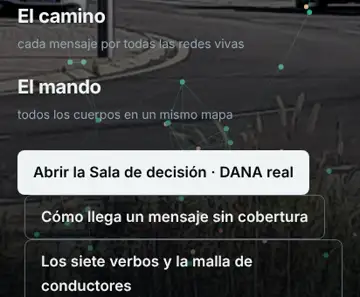 El camino
cada mensaje por todas las redes vivas
El mando
todos los cuerpos en un mismo mapa
Abrir la Sala de decisión · DANA real
Cómo llega un mensaje sin cobertura
Los siete verbos y la malla de
conductores